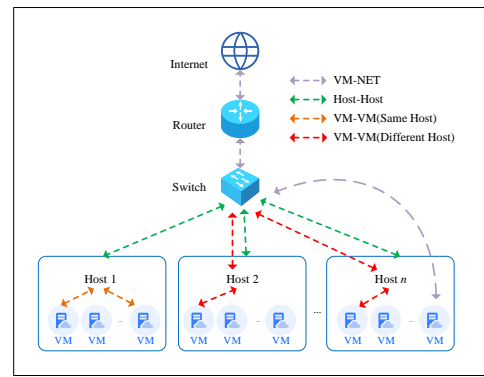 Internet
Router
Switch
VM-NET
Host-Host
VM-VM(Same Host)
VM-VM(Different Host)
Host 1
Host 2
Host n
...
VM VM VM
VM VM VM
VM VM VM